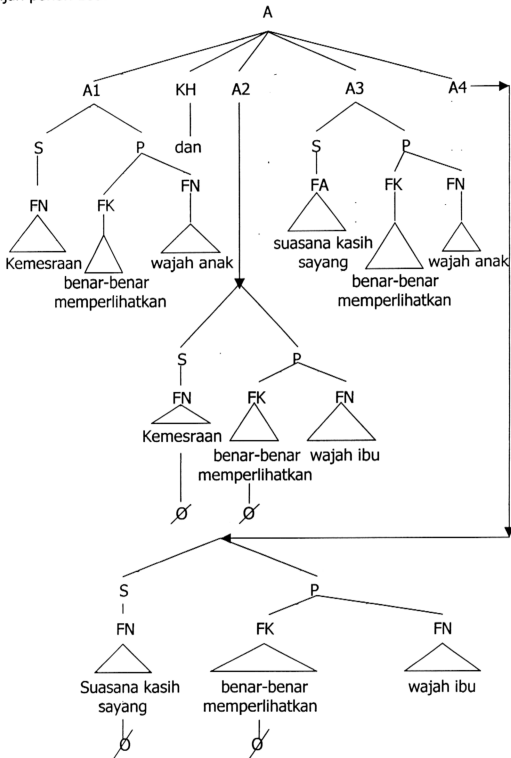 A
A1 KH A2 A3 A4
S P dan S P
FN FK FN FA FK FN
Kemesraan benar-benar memperlihatkan wajah anak suasana kasih sayang benar-benar memperlihatkan wajah anak
S P
FN FK FN
Kemesraan benar-benar memperlihatkan wajah ibu
Ø Ø
S P
FN FK FN
Suasana kasih sayang benar-benar memperlihatkan wajah ibu
Ø Ø